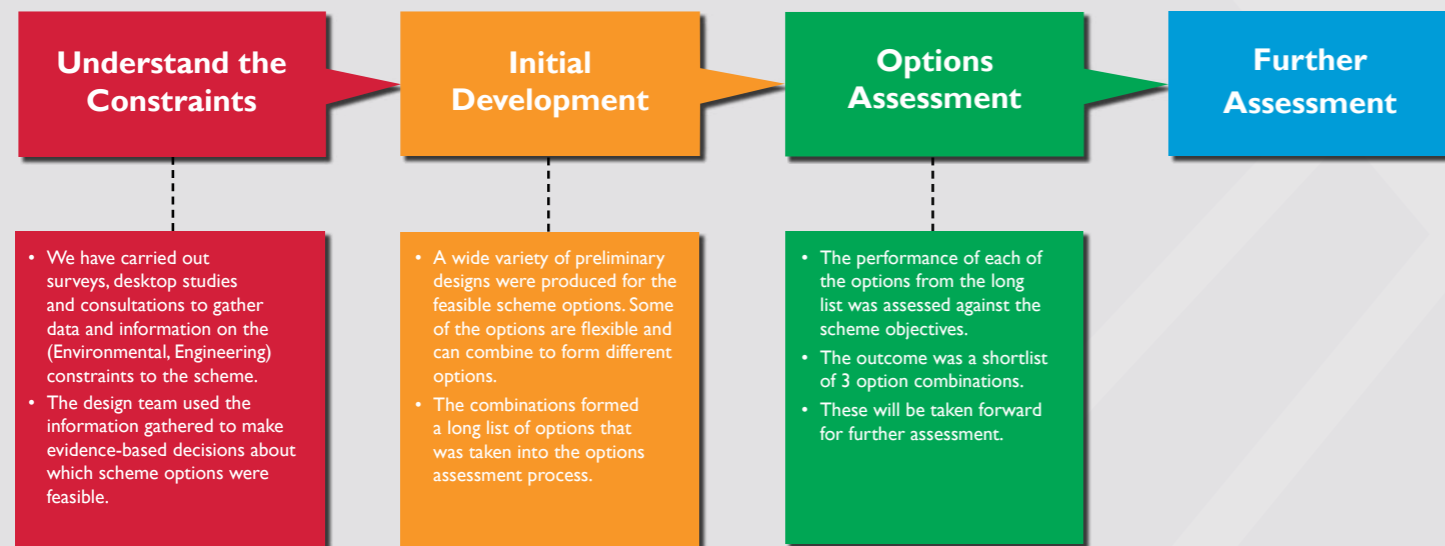 Understand the
Constraints
Initial
Development
Options
Assessment
Further
Assessment
• We have carried out
surveys, desktop studies
and consultations to gather
data and information on the
(Environmental, Engineering)
constraints to the scheme.
• The design team used the
information gathered to make
evidence-based decisions about
which scheme options were
feasible.
• A wide variety of preliminary
designs were produced for the
feasible scheme options. Some
of the options are flexible and
can combine to form different
options.
• The combinations formed
a long list of options that
was taken into the options
assessment process.
• The performance of each of
the options from the long
list was assessed against the
scheme objectives.
• The outcome was a shortlist
of 3 option combinations.
• These will be taken forward
for further assessment.